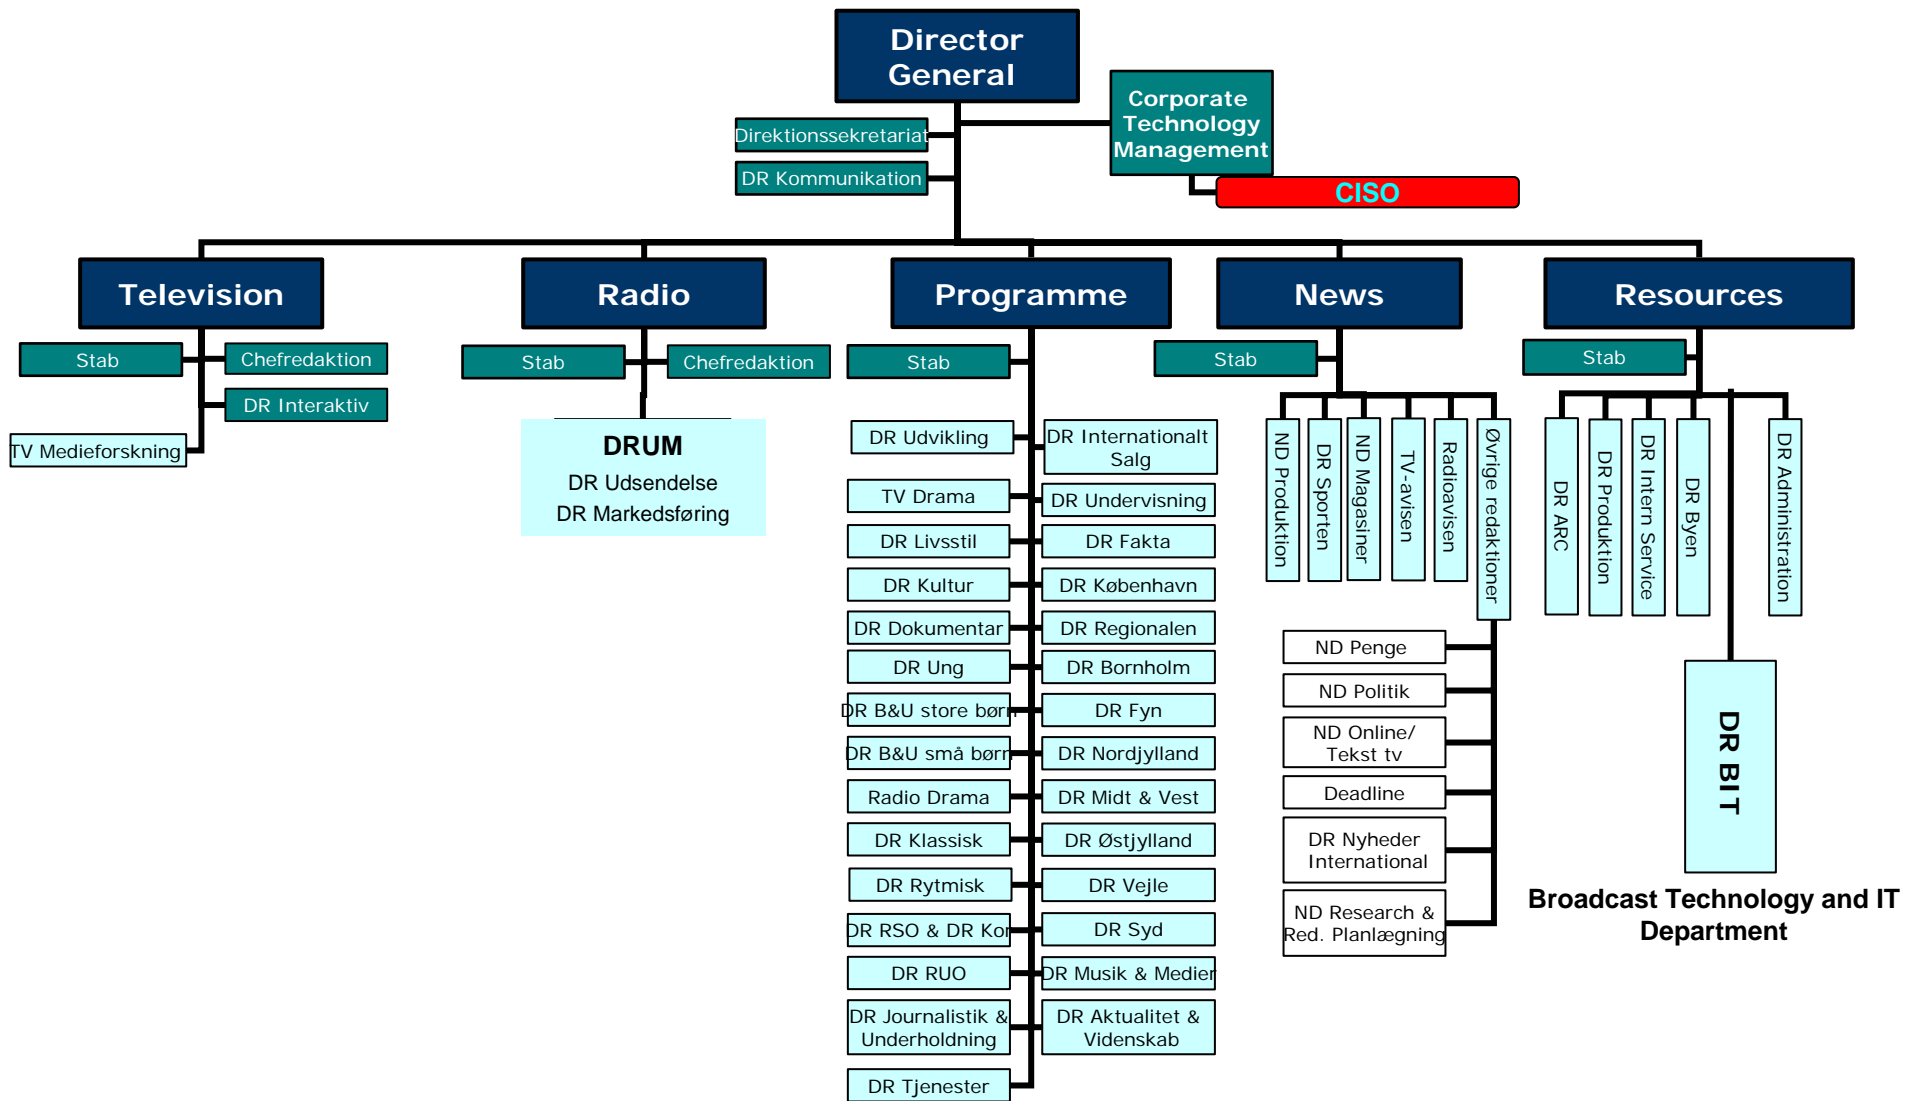 Director
General
Corporate
Technology
Management
Direktionssekretariat
DR Kommunikation
CISO
Television
Radio
Programme
News
Resources
Stab
Chefredaktion
DR Interaktiv
TV Medieforskning
Stab
Chefredaktion
DRUM
DR Udsendelse
DR Markedsføring
Stab
DR Udvikling
DR Internationalt
Salg
TV Drama
DR Undervisning
DR Livsstil
DR Fakta
DR Kultur
DR København
DR Dokumentar
DR Regionalen
DR Ung
DR Bornholm
DR B&U store børn
DR Fyn
DR B&U små børn
DR Nordjylland
Radio Drama
DR Midt & Vest
DR Klassisk
DR Østjylland
DR Rytmisk
DR Vejle
DR RSO & DR Kor
DR Syd
DR RUO
DR Musik & Medier
DR Journalistik &
Underholdning
DR Aktualitet &
Videnskab
DR Tjenester
Stab
ND Produktion
DR Sporten
ND Magasiner
TV-avisen
Radioavisen
Øvrige redaktioner
ND Penge
ND Politik
ND Online/
Tekst tv
Deadline
DR Nyheder
International
ND Research &
Red. Planlægning
Stab
DR ARC
DR Produktion
DR Intern Service
DR Byen
DR Administration
DR BIT
Broadcast Technology and IT
Department